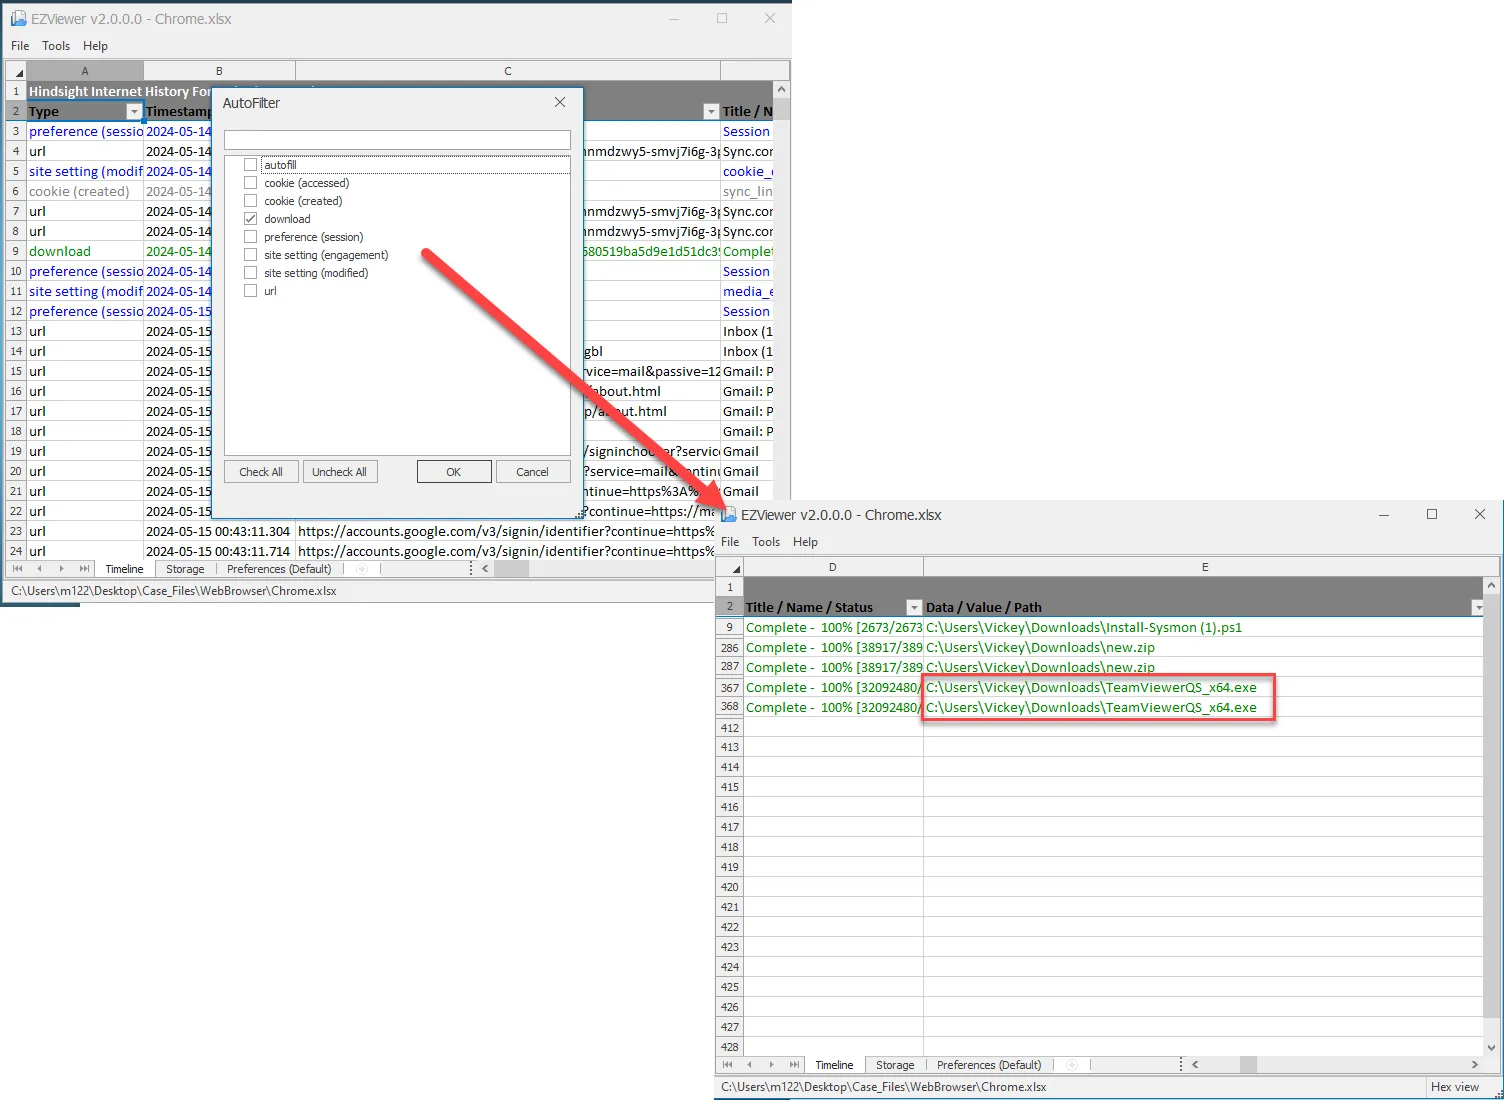 EZViewer v2.0.0.0 - Chrome.xlsx
File Tools Help
A B C
1 Hindsight Internet History For
2 Type Timestamp Title / N
3 preference (sessio 2024-05-14 Session
4 url 2024-05-14 nnmdzwy5-smvj7i6g-3p Sync.con
5 site setting (modif 2024-05-14 cookie_c
6 cookie (created) 2024-05-14 sync_lin
7 url 2024-05-14 nnmdzwy5-smvj7i6g-3p Sync.con
8 url 2024-05-14 nnmdzwy5-smvj7i6g-3p Sync.con
9 download 2024-05-14 680519ba5d9e1d51dc39 Complet
10 preference (sessio 2024-05-14 Session
11 site setting (modif 2024-05-14 media_e
12 preference (sessio 2024-05-15 Session
13 url 2024-05-15 Inbox (1
14 url 2024-05-15 gbl Inbox (1
15 url 2024-05-15 rvice=mail&passive=12 Gmail: P
16 url 2024-05-15 /about.html Gmail: P
17 url 2024-05-15 p/about.html Gmail: P
18 url 2024-05-15 Gmail: P
19 url 2024-05-15 /signinchooser?service Gmail
20 url 2024-05-15 ?service=mail&continu Gmail
21 url 2024-05-15 ntinue=https%3A% Gmail
22 url 2024-05-15 ?continue=https://ma
23 url 2024-05-15 00:43:11.304 https://accounts.google.com/v3/signin/identifier?continue=https%
24 url 2024-05-15 00:43:11.714 https://accounts.google.com/v3/signin/identifier?continue=https%
Timeline Storage Preferences (Default)
C:\Users\m122\Desktop\Case_Files\WebBrowser\Chrome.xlsx
AutoFilter
autofill
cookie (accessed)
cookie (created)
download
preference (session)
site setting (engagement)
site setting (modified)
url
Check All Uncheck All OK Cancel
EZViewer v2.0.0.0 - Chrome.xlsx
File Tools Help
D E
1
2 Title / Name / Status Data / Value / Path
9 Complete - 100% [2673/2673 C:\Users\Vickey\Downloads\Install-Sysmon (1).ps1
286 Complete - 100% [38917/389 C:\Users\Vickey\Downloads\new.zip
287 Complete - 100% [38917/389 C:\Users\Vickey\Downloads\new.zip
367 Complete - 100% [32092480/ C:\Users\Vickey\Downloads\TeamViewerQS_x64.exe
368 Complete - 100% [32092480/ C:\Users\Vickey\Downloads\TeamViewerQS_x64.exe
412
413
414
415
416
417
418
419
420
421
422
423
424
425
426
427
428
Timeline Storage Preferences (Default)
C:\Users\m122\Desktop\Case_Files\WebBrowser\Chrome.xlsx Hex view